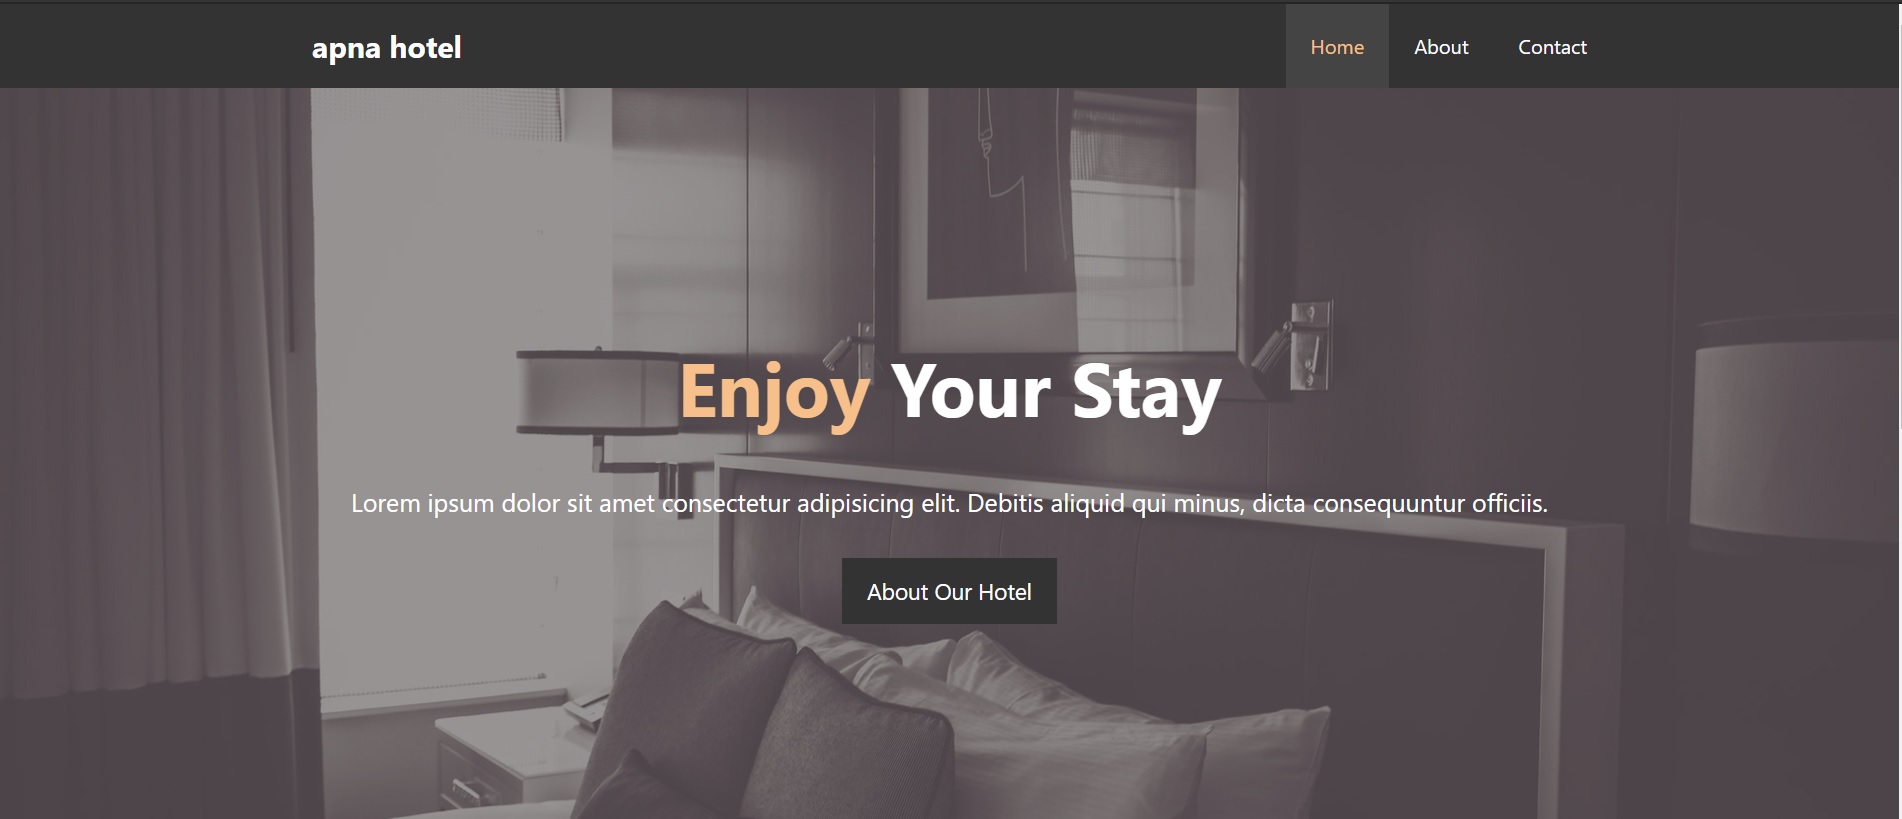 apna hotel
Home
About
Contact
Enjoy Your Stay
Lorem ipsum dolor sit amet consectetur adipisicing elit. Debitis aliquid qui minus, dicta consequuntur officiis.
About Our Hotel